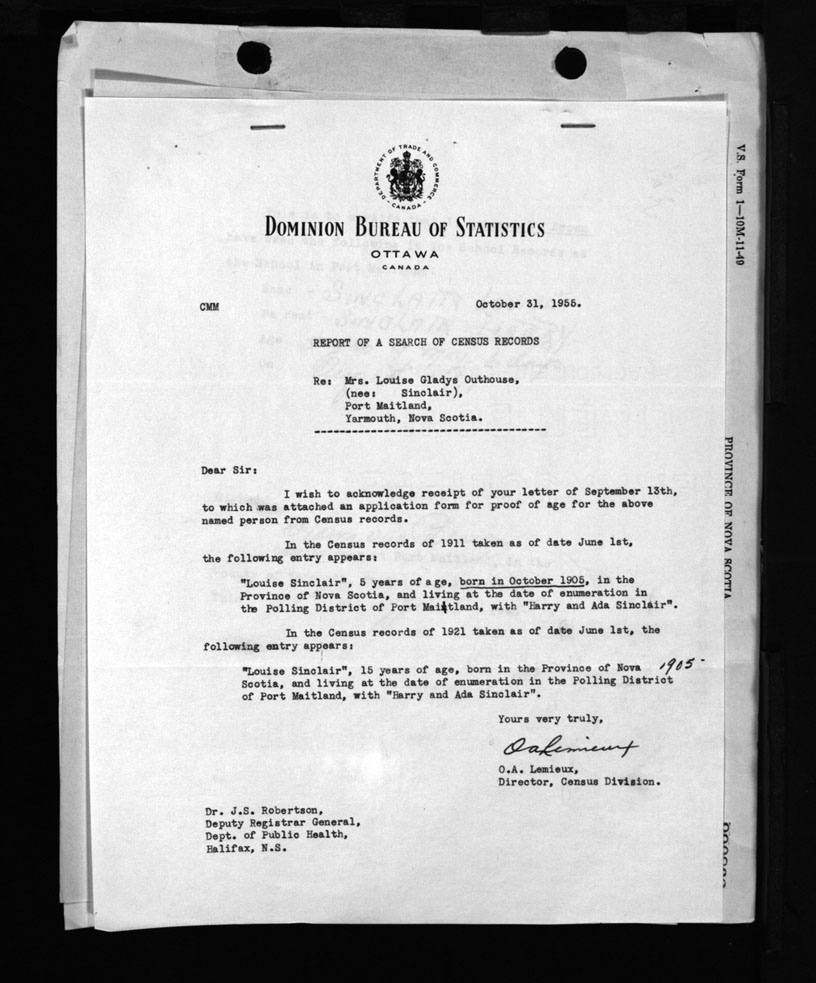 DEPARTMENT OF TRADE AND COMMERCE
- CANADA -
DOMINION BUREAU OF STATISTICS
OTTAWA
CANADA
CMM
October 31, 1955.
REPORT OF A SEARCH OF CENSUS RECORDS
Re: Mrs. Louise Gladys Outhouse,
(nee: Sinclair),
Port Maitland,
Yarmouth, Nova Scotia.
Dear Sir:
I wish to acknowledge receipt of your letter of September 13th,
to which was attached an application form for proof of age for the above
named person from Census records.
In the Census records of 1911 taken as of date June 1st,
the following entry appears:
"Louise Sinclair", 5 years of age, born in October 1905, in the
Province of Nova Scotia, and living at the date of enumeration in
the Polling District of Port Maitland, with "Harry and Ada Sinclair".
In the Census records of 1921 taken as of date June 1st, the
following entry appears:
"Louise Sinclair", 15 years of age, born in the Province of Nova 1905
Scotia, and living at the date of enumeration in the Polling District
of Port Maitland, with "Harry and Ada Sinclair".
Yours very truly,
O A Lemieux
O.A. Lemieux,
Director, Census Division.
Dr. J.S. Robertson,
Deputy Registrar General,
Dept. of Public Health,
Halifax, N.S.
V.S. Form 1—10M-11-49
PROVINCE OF NOVA SCOTIA